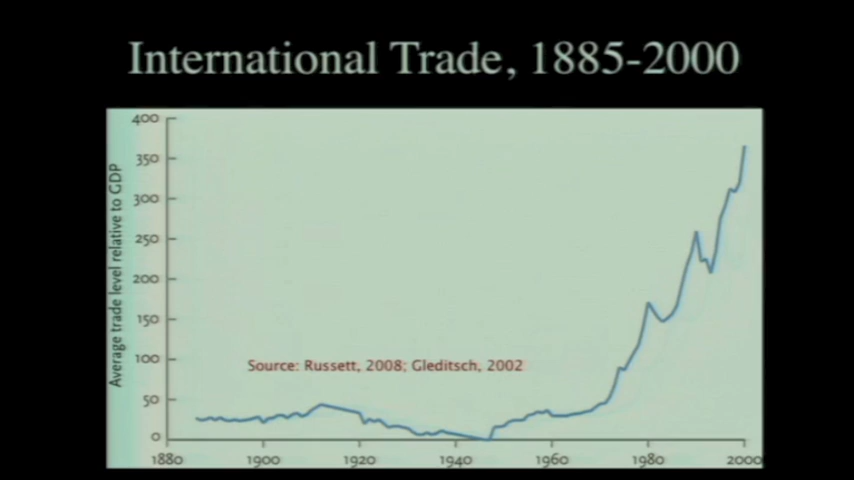 International Trade, 1885-2000
Average trade level relative to GDP
400
350
300
250
200
150
100
50
0
Source: Russett, 2008; Gleditsch, 2002
1880 1900 1920 1940 1960 1980 2000